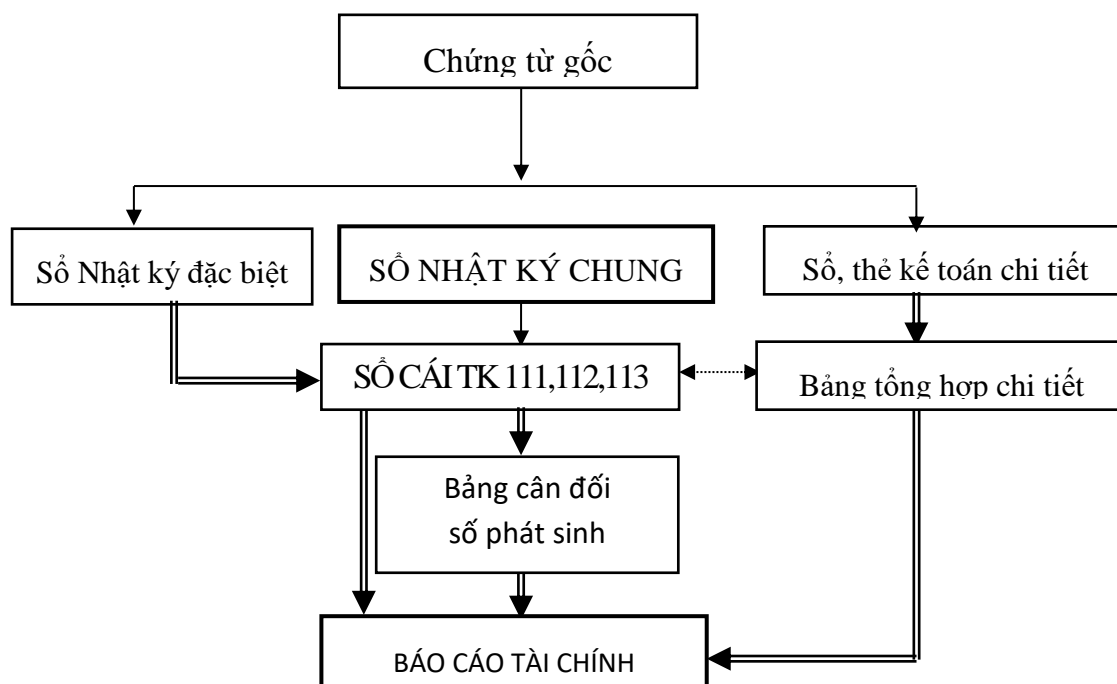 Chứng từ gốc
Sổ Nhật ký đặc biệt
SỔ NHẬT KÝ CHUNG
Sổ, thẻ kế toán chi tiết
SỔ CÁI TK 111,112,113
Bảng tổng hợp chi tiết
Bảng cân đối
số phát sinh
BÁO CÁO TÀI CHÍNH